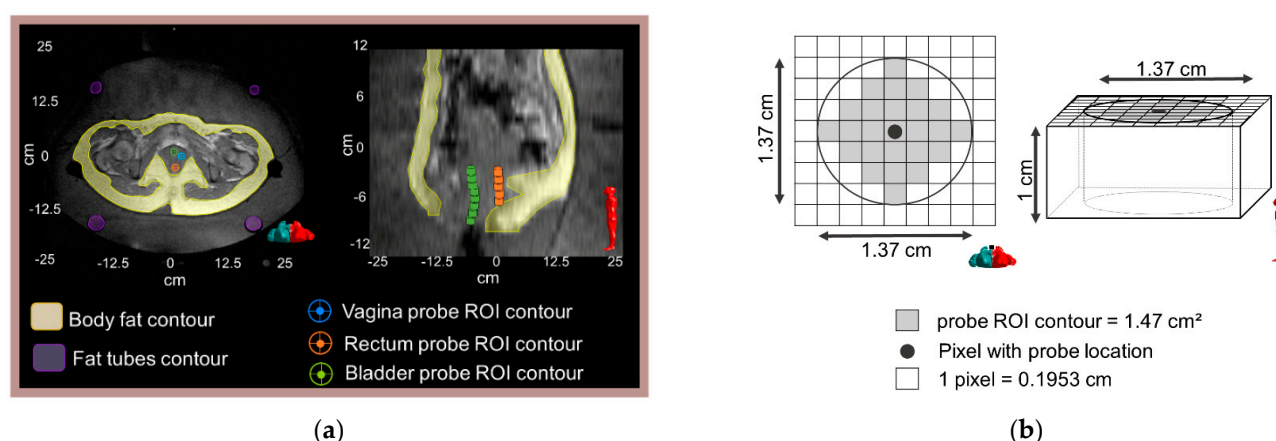 25
12.5
0
-12.5
-25
cm
-25
-12.5
0
12.5
25
cm
12
6
0
-6
-12
cm
-25
-12.5
0
12.5
25
cm
Body fat contour
Fat tubes contour
Vagina probe ROI contour
Rectum probe ROI contour
Bladder probe ROI contour
(a)
1.37 cm
1.37 cm
1.37 cm
1 cm
probe ROI contour = 1.47 cm²
Pixel with probe location
1 pixel = 0.1953 cm
(b)